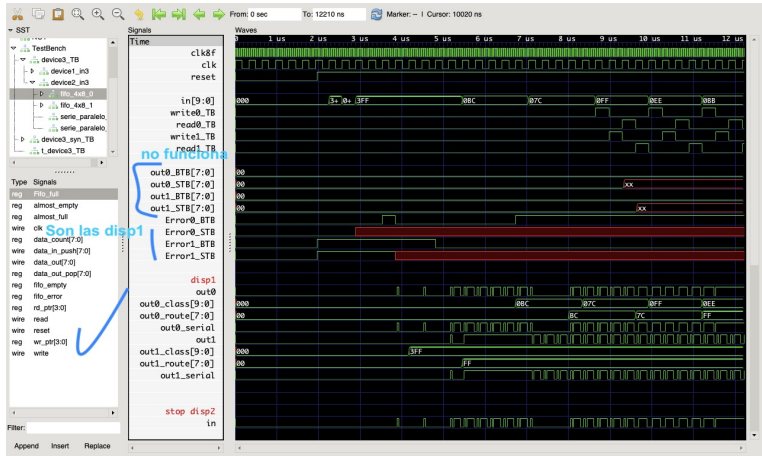 From: 0 sec To: 12210 ns Marker: -- | Cursor: 10020 ns
SST
TestBench
device3_TB
device1_in3
device2_in3
fifo_4x8_0
fifo_4x8_1
serie_paralelo_
serie_paralelo_
device3_syn_TB
t_device3_TB
Type Signals
reg Fifo_full
reg almost_empty
reg almost_full
wire clk
reg data_count[7:0]
wire data_in_push[7:0]
wire data_out[7:0]
reg data_out_pop[7:0]
reg fifo_empty
reg fifo_error
reg rd_ptr[3:0]
wire read
wire reset
reg wr_ptr[3:0]
wire write
Filter:
Append Insert Replace
Signals
Time
clk8f
clk
reset
in[9:0]
write0_TB
read0_TB
write1_TB
read1_TB
no funciona
out0_BTB[7:0]
out0_STB[7:0]
out1_BTB[7:0]
out1_STB[7:0]
Error0_BTB
Son las disp1
Error0_STB
Error1_BTB
Error1_STB
disp1
out0
out0_class[9:0]
out0_route[7:0]
out0_serial
out1
out1_class[9:0]
out1_route[7:0]
out1_serial
stop disp2
in
Waves
0 1 us 2 us 3 us 4 us 5 us 6 us 7 us 8 us 9 us 10 us 11 us 12 us
000 3+ 0+ 3FF 0BC 07C 0FF 0EE 0BB
00
00 xx
00
00 xx
000 0BC 07C 0FF 0EE
00 BC 7C FF
000 3FF
00 FF